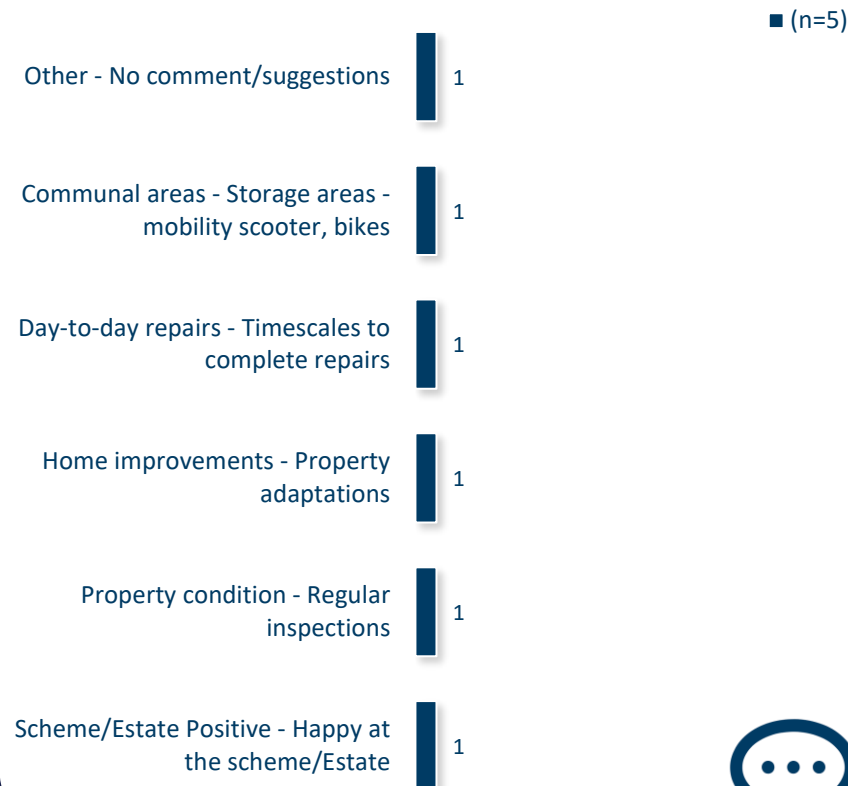 (n=5)
Other - No comment/suggestions
1
Communal areas - Storage areas -
mobility scooter, bikes
1
Day-to-day repairs - Timescales to
complete repairs
1
Home improvements - Property
adaptations
1
Property condition - Regular
inspections
1
Scheme/Estate Positive - Happy at
the scheme/Estate
1